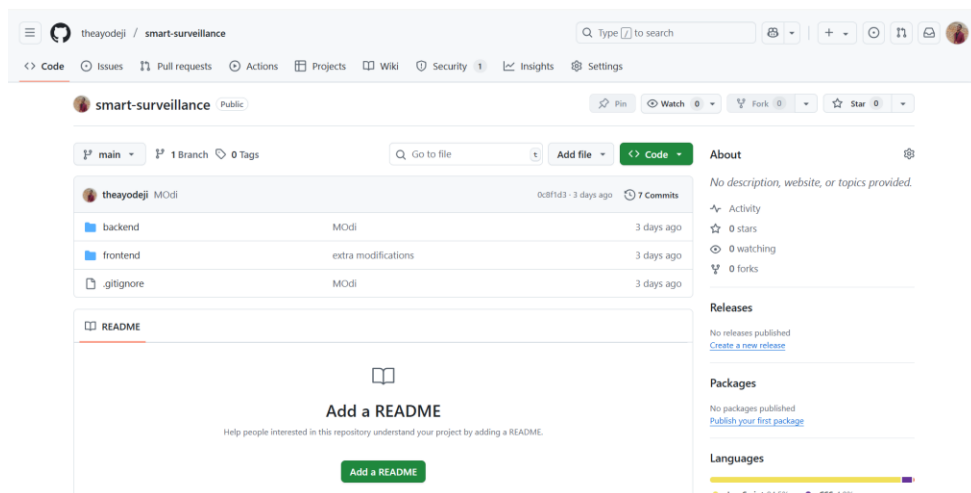 theayodeji / smart-surveillance
Type / to search
Code Issues Pull requests Actions Projects Wiki Security 1 Insights Settings
smart-surveillance Public
Pin Watch 0 Fork 0 Star 0
main 1 Branch 0 Tags
Go to file t
Add file
Code
theayodeji MOdi 0c8f1d3 · 3 days ago 7 Commits
backend MOdi 3 days ago
frontend extra modifications 3 days ago
.gitignore MOdi 3 days ago
README
Add a README
Help people interested in this repository understand your project by adding a README.
Add a README
About
No description, website, or topics provided.
Activity
0 stars
0 watching
0 forks
Releases
No releases published
Create a new release
Packages
No packages published
Publish your first package
Languages